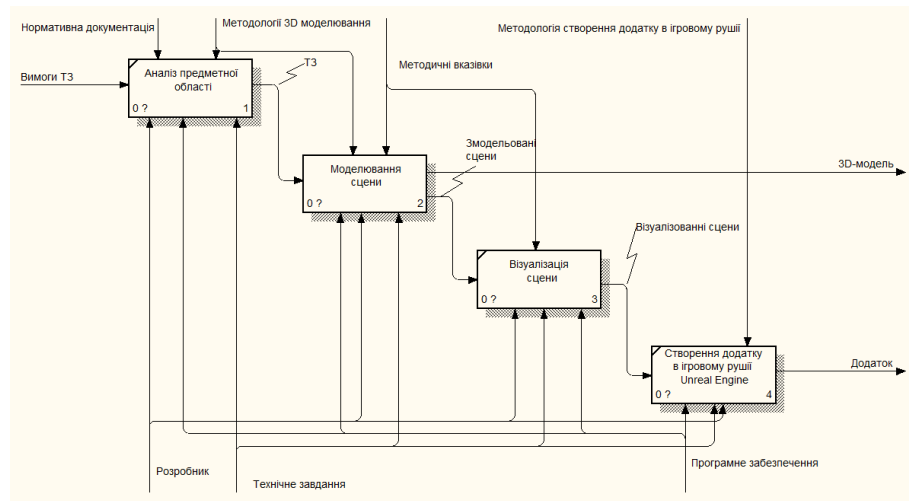 Нормативна документація
Методології 3D моделювання
Методологія створення додатку в ігровому рушії
Вимоги ТЗ
Аналіз предметної
області
0 ?
1
ТЗ
Методичні вказівки
Змодельовані
сцени
Моделювання
сцени
0 ?
2
3D-модель
Візуалізація
сцени
0 ?
3
Візуалізованні сцени
Створення додатку
в ігровому рушії
Unreal Engine
0 ?
4
Додаток
Розробник
Технічне завдання
Програмне забезпечення